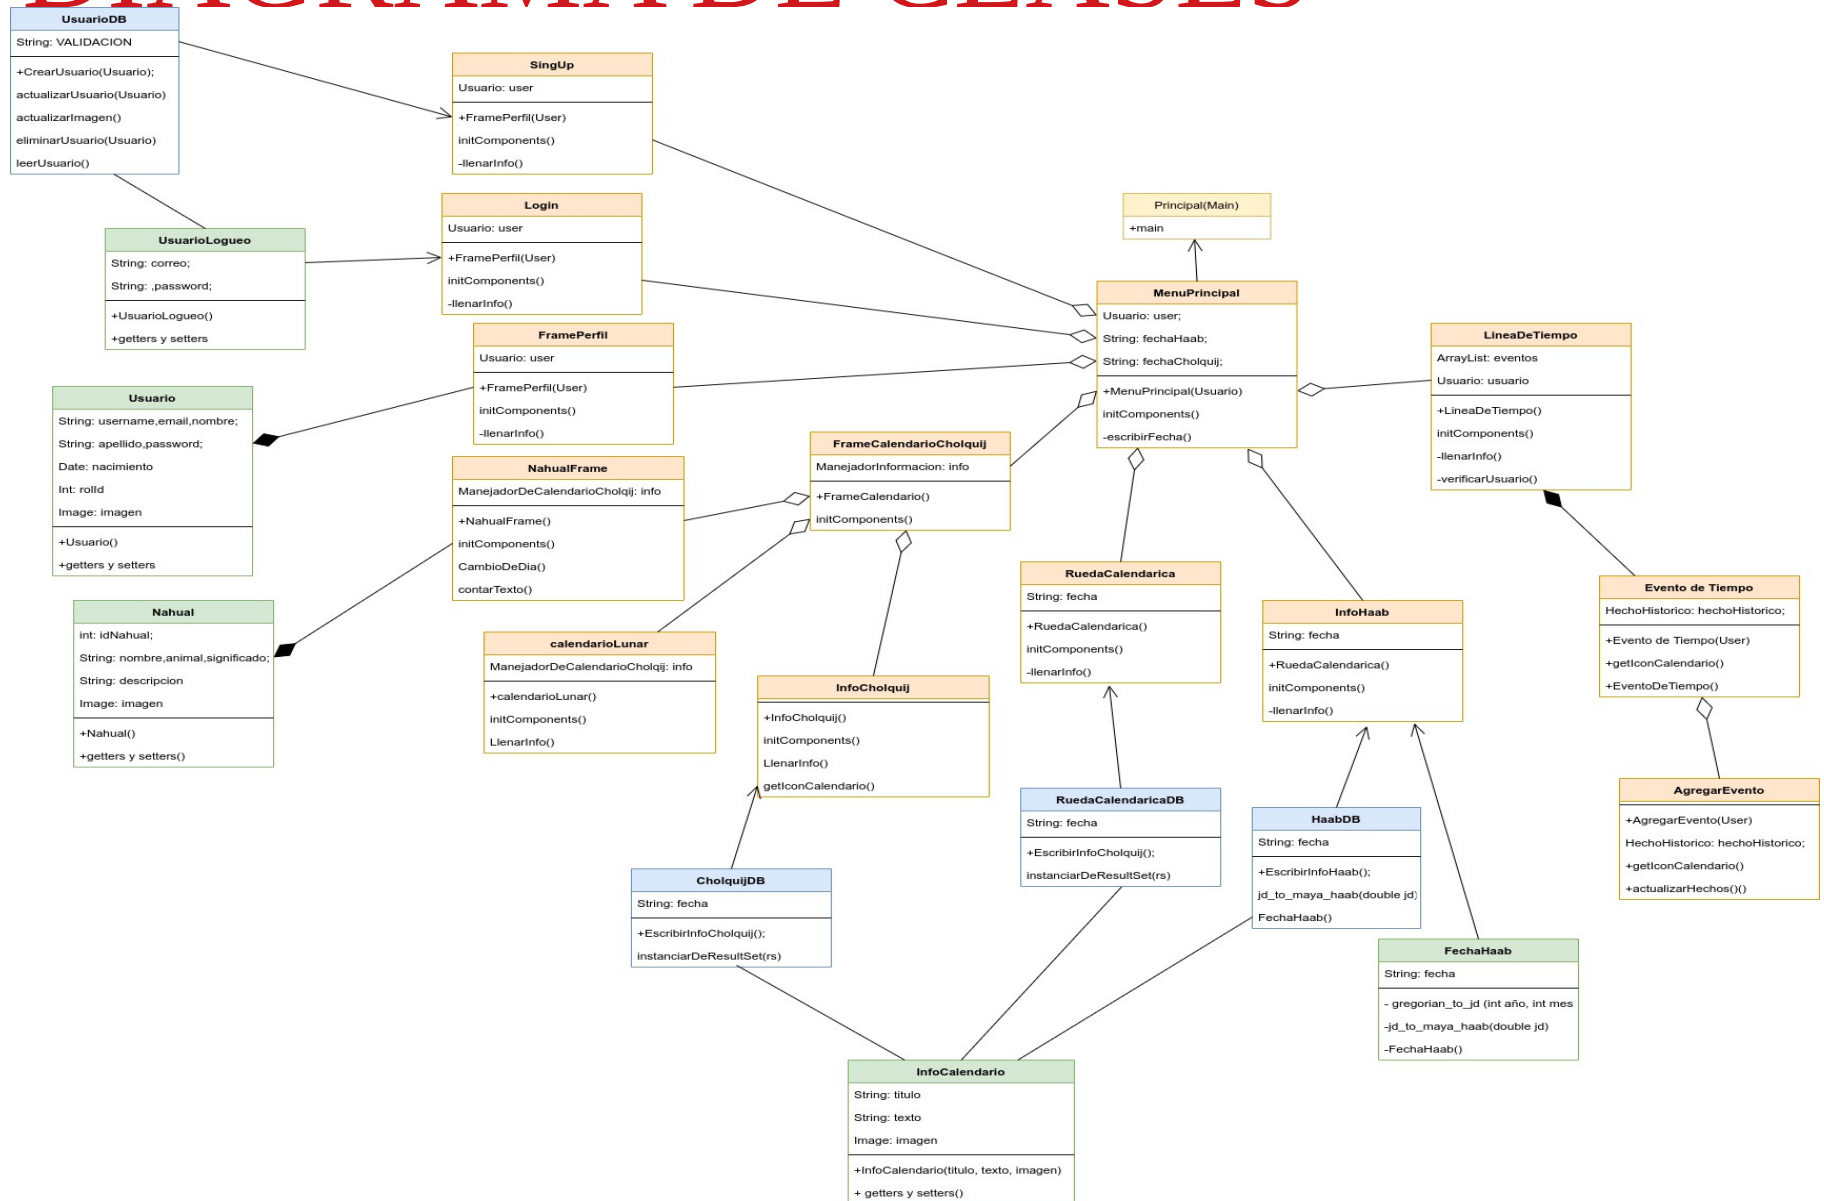 DIAGRAMA DE CLASES
UsuarioDB
String: VALIDACION
+CrearUsuario(Usuario);
actualizarUsuario(Usuario)
actualizarImagen()
eliminarUsuario(Usuario)
leerUsuario()
SingUp
Usuario: user
+FramePerfil(User)
initComponents()
-llenarInfo()
Login
Usuario: user
+FramePerfil(User)
initComponents()
-llenarInfo()
Principal(Main)
+main
UsuarioLogueo
String: correo;
String: ,password;
+UsuarioLogueo()
+getters y setters
MenuPrincipal
Usuario: user;
String: fechaHaab;
String: fechaCholquij;
+MenuPrincipal(Usuario)
initComponents()
-escribirFecha()
FramePerfil
Usuario: user
+FramePerfil(User)
initComponents()
-llenarInfo()
LineaDeTiempo
ArrayList: eventos
Usuario: usuario
+LineaDeTiempo()
initComponents()
-llenarInfo()
-verificarUsuario()
Usuario
String: username,email,nombre;
String: apellido,password;
Date: nacimiento
Int: rolId
Image: imagen
+Usuario()
+getters y setters
FrameCalendarioCholquij
ManejadorInformacion: info
+FrameCalendario()
initComponents()
NahualFrame
ManejadorDeCalendarioCholqij: info
+NahualFrame()
initComponents()
CambioDeDia()
contarTexto()
RuedaCalendarica
String: fecha
+RuedaCalendarica()
initComponents()
-llenarInfo()
Evento de Tiempo
HechoHistorico: hechoHistorico;
+Evento de Tiempo(User)
+getIconCalendario()
+EventoDeTiempo()
Nahual
int: idNahual;
String: nombre,animal,significado;
String: descripcion
Image: imagen
+Nahual()
+getters y setters()
InfoHaab
String: fecha
+RuedaCalendarica()
initComponents()
-llenarInfo()
calendarioLunar
ManejadorDeCalendarioCholqij: info
+calendarioLunar()
initComponents()
LlenarInfo()
InfoCholquij
+InfoCholquij()
initComponents()
LlenarInfo()
getIconCalendario()
AgregarEvento
+AgregarEvento(User)
HechoHistorico: hechoHistorico;
+getIconCalendario()
+actualizarHechos()()
RuedaCalendaricaDB
String: fecha
+EscribirInfoCholquij();
instanciarDeResultSet(rs)
HaabDB
String: fecha
+EscribirInfoHaab();
jd_to_maya_haab(double jd)
FechaHaab()
CholquijDB
String: fecha
+EscribirInfoCholquij();
instanciarDeResultSet(rs)
FechaHaab
String: fecha
- gregorian_to_jd (int año, int mes
-jd_to_maya_haab(double jd)
-FechaHaab()
InfoCalendario
String: titulo
String: texto
Image: imagen
+InfoCalendario(titulo, texto, imagen)
+ getters y setters()